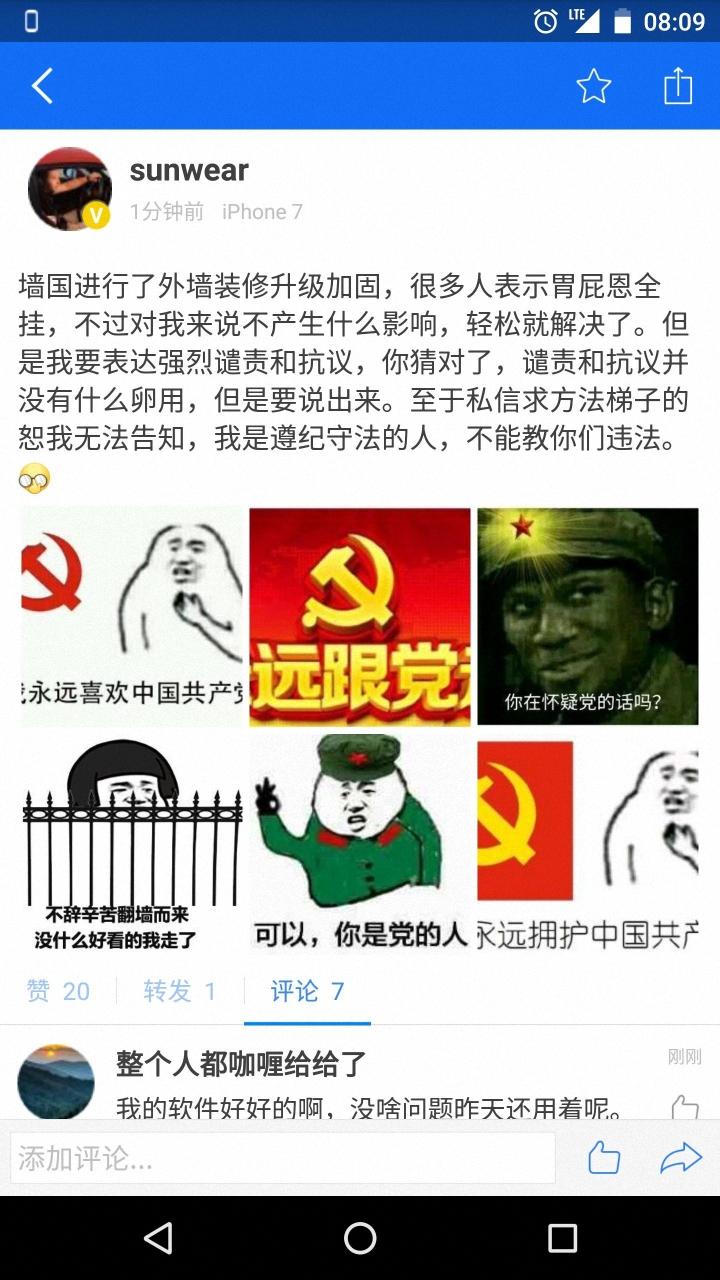 LTE 08:09
sunwear
V
1分钟前 iPhone 7
墙国进行了外墙装修升级加固，很多人表示胃屁恩全
挂，不过对我来说不产生什么影响，轻松就解决了。但
是我要表达强烈谴责和抗议，你猜对了，谴责和抗议并
没有什么卵用，但是要说出来。至于私信求方法梯子的
恕我无法告知，我是遵纪守法的人，不能教你们违法。
永远喜欢中国共产党
远跟党走
你在怀疑党的话吗？
不辞辛苦翻墙而来
没什么好看的我走了
可以，你是党的人
永远拥护中国共产
赞 20 转发 1 评论 7
整个人都咖喱给给了
刚刚
我的软件好好的啊，没啥问题昨天还用着呢。
添加评论...